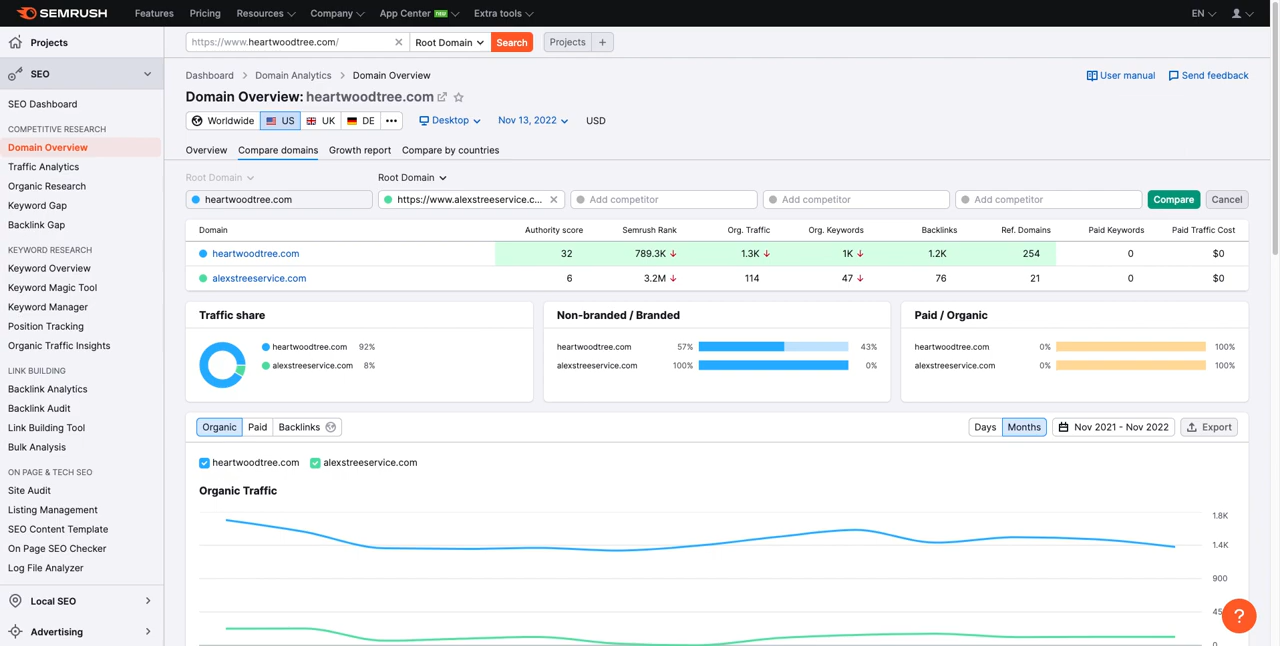 SEMRUSH Features Pricing Resources Company App Center NEW Extra tools EN
Projects
SEO
SEO Dashboard
COMPETITIVE RESEARCH
Domain Overview
Traffic Analytics
Organic Research
Keyword Gap
Backlink Gap
KEYWORD RESEARCH
Keyword Overview
Keyword Magic Tool
Keyword Manager
Position Tracking
Organic Traffic Insights
LINK BUILDING
Backlink Analytics
Backlink Audit
Link Building Tool
Bulk Analysis
ON PAGE & TECH SEO
Site Audit
Listing Management
SEO Content Template
On Page SEO Checker
Log File Analyzer
Local SEO
Advertising
https://www.heartwoodtree.com/ Root Domain Search Projects +
Dashboard > Domain Analytics > Domain Overview User manual Send feedback
Domain Overview: heartwoodtree.com
Worldwide US UK DE ••• Desktop Nov 13, 2022 USD
Overview Compare domains Growth report Compare by countries
Root Domain Root Domain
heartwoodtree.com https://www.alexstreeservice.c... Add competitor Add competitor Add competitor Compare Cancel
Domain Authority score Semrush Rank Org. Traffic Org. Keywords Backlinks Ref. Domains Paid Keywords Paid Traffic Cost
heartwoodtree.com 32 789.3K ↓ 1.3K ↓ 1K ↓ 1.2K 254 0 $0
alexstreeservice.com 6 3.2M ↓ 114 47 ↓ 76 21 0 $0
Traffic share
heartwoodtree.com 92%
alexstreeservice.com 8%
Non-branded / Branded
heartwoodtree.com 57% 43%
alexstreeservice.com 100% 0%
Paid / Organic
heartwoodtree.com 0% 100%
alexstreeservice.com 0% 100%
Organic Paid Backlinks Days Months Nov 2021 - Nov 2022 Export
heartwoodtree.com alexstreeservice.com
Organic Traffic
1.8K
1.4K
900
?